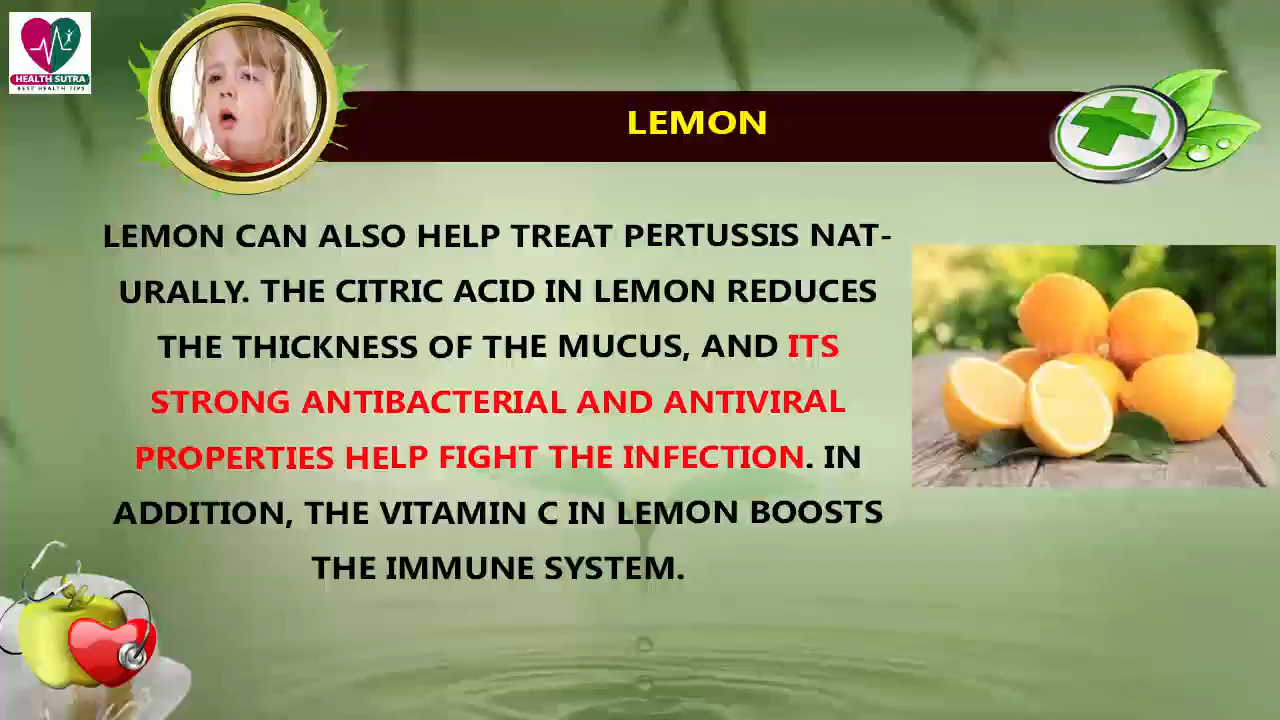 HEALTH SUTRA
BEST HEALTH TIPS
LEMON
LEMON CAN ALSO HELP TREAT PERTUSSIS NAT-
URALLY. THE CITRIC ACID IN LEMON REDUCES
THE THICKNESS OF THE MUCUS, AND ITS
STRONG ANTIBACTERIAL AND ANTIVIRAL
PROPERTIES HELP FIGHT THE INFECTION. IN
ADDITION, THE VITAMIN C IN LEMON BOOSTS
THE IMMUNE SYSTEM.